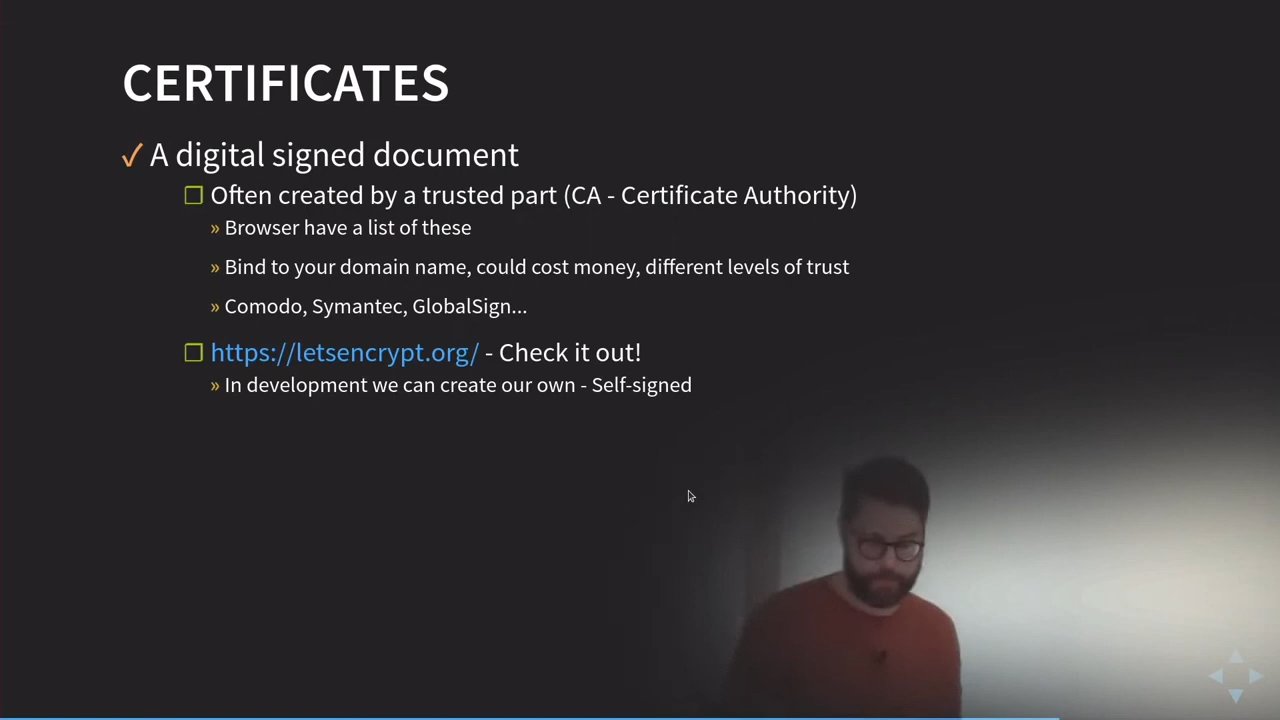 CERTIFICATES
✓ A digital signed document
❐ Often created by a trusted part (CA - Certificate Authority)
» Browser have a list of these
» Bind to your domain name, could cost money, different levels of trust
» Comodo, Symantec, GlobalSign...
❐ https://letsencrypt.org/ - Check it out!
» In development we can create our own - Self-signed